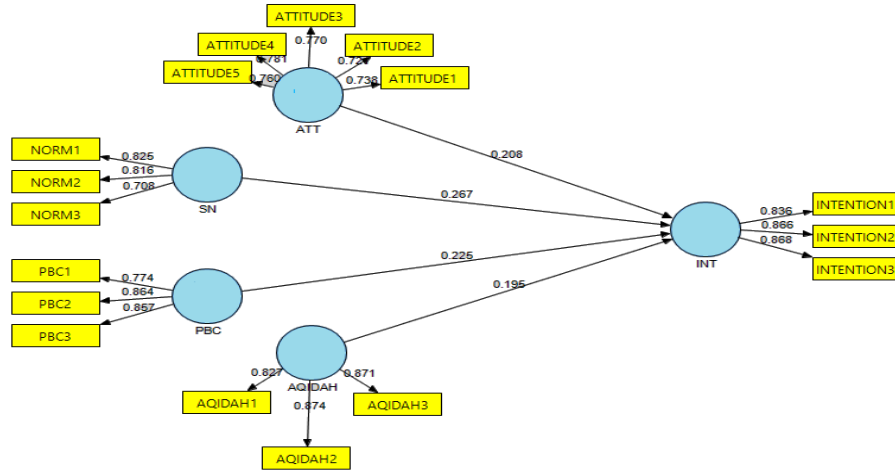 ATTITUDE3
0.770
ATTITUDE4
0.781
ATTITUDE2
ATTITUDE5
0.760
0.738
ATTITUDE1
ATT
0.208
NORM1
0.825
NORM2
0.816
NORM3
0.708
SN
0.267
INTENTION1
0.836
INTENTION2
0.866
INTENTION3
0.868
INT
PBC1
0.774
PBC2
0.864
PBC3
0.857
PBC
0.225
0.195
AQIDAH
0.827
AQIDAH1
0.874
AQIDAH2
0.871
AQIDAH3